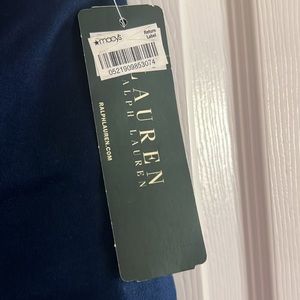 ★macy's
Return
Label
0521909853074
LAUREN
RALPH LAUREN
RALPHLAUREN.COM